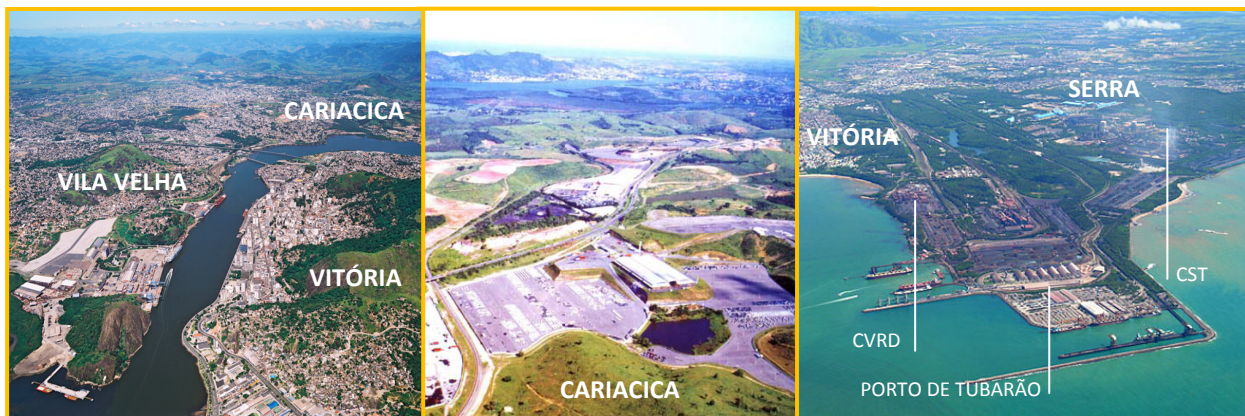 CARIACICA
VILA VELHA
VITÓRIA
CARIACICA
SERRA
VITÓRIA
CST
CVRD
PORTO DE TUBARÃO